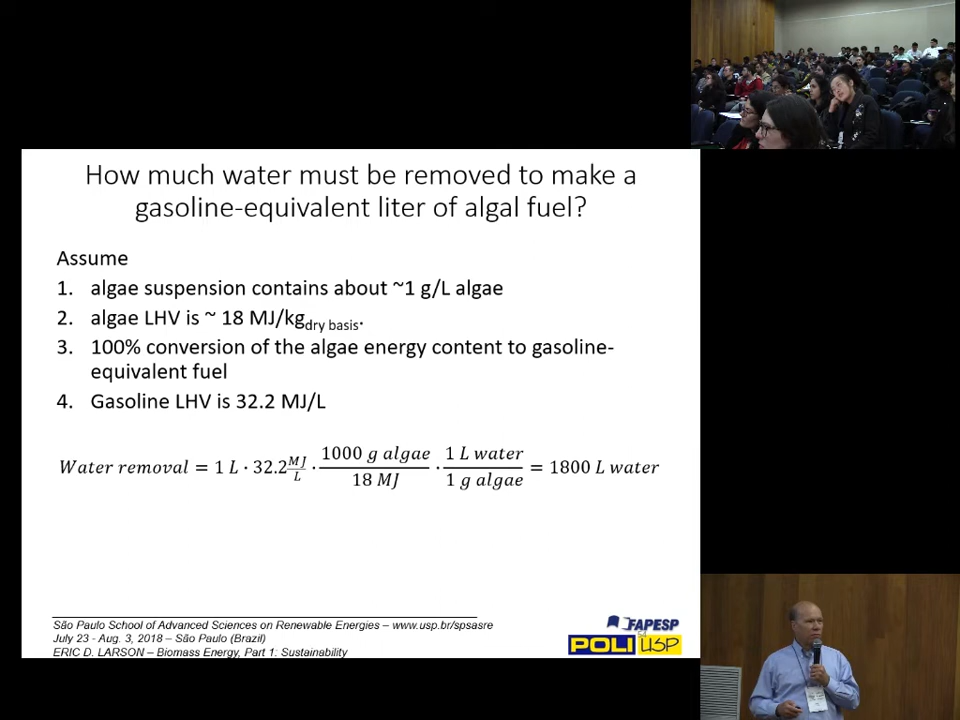 How much water must be removed to make a
gasoline-equivalent liter of algal fuel?
Assume
1. algae suspension contains about ~1 g/L algae
2. algae LHV is ~ 18 MJ/kg dry basis.
3. 100% conversion of the algae energy content to gasoline-
equivalent fuel
4. Gasoline LHV is 32.2 MJ/L
Water removal = 1 L · 32.2 MJ/L · 1000 g algae/18 MJ · 1 L water/1 g algae = 1800 L water
São Paulo School of Advanced Sciences on Renewable Energies – www.usp.br/spsasre
July 23 - Aug. 3, 2018 – São Paulo (Brazil)
ERIC D. LARSON – Biomass Energy, Part 1: Sustainability
FAPESP
POLI USP